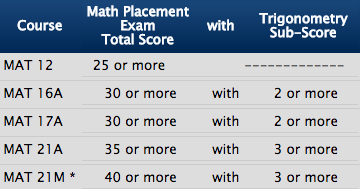 Course Math Placement Exam Total Score with Trigonometry Sub-Score
MAT 12 25 or more -------------
MAT 16A 30 or more with 2 or more
MAT 17A 30 or more with 2 or more
MAT 21A 35 or more with 3 or more
MAT 21M * 40 or more with 3 or more